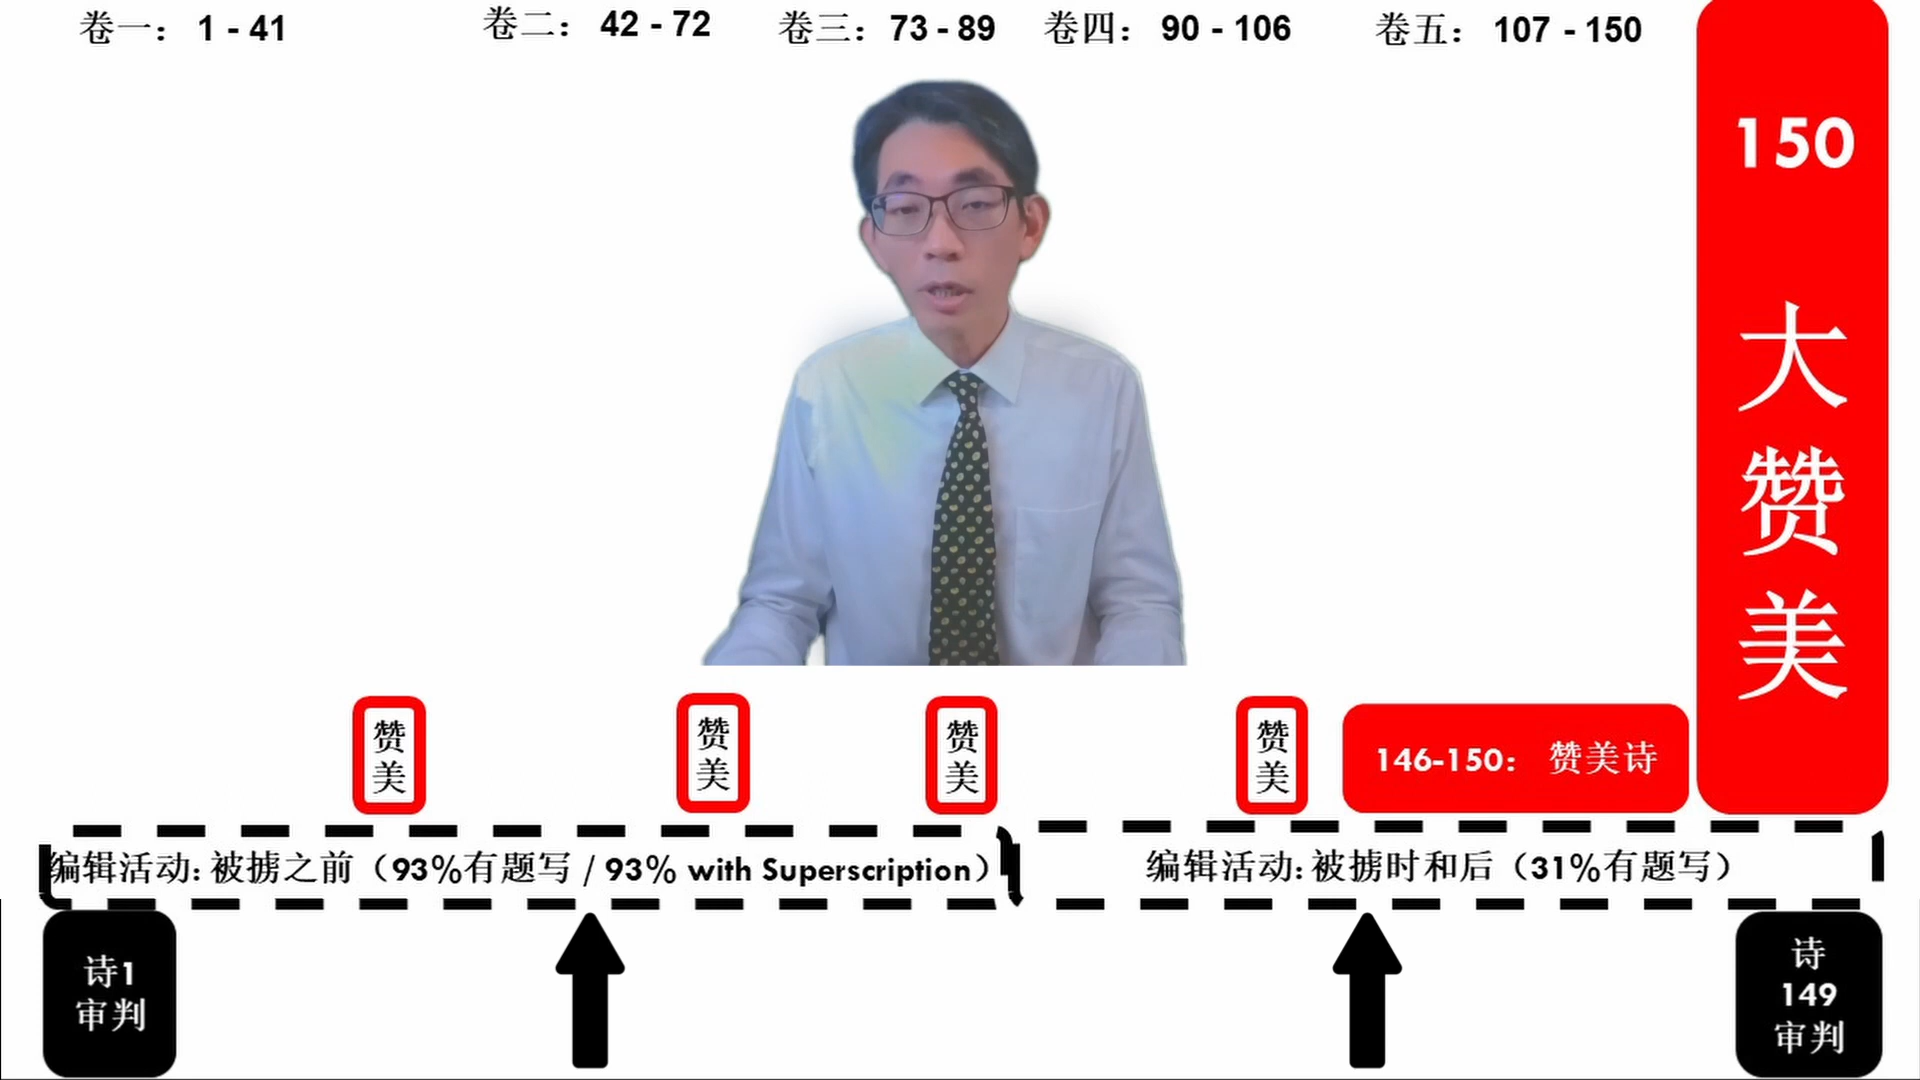 卷一： 1 - 41
卷二： 42 - 72
卷三：73 - 89
卷四：90 - 106
卷五： 107 - 150
150
大
赞
美
赞
美
赞
美
赞
美
赞
美
146-150： 赞美诗
编辑活动: 被掳之前（93%有题写 / 93% with Superscription）
编辑活动: 被掳时和后（31%有题写）
诗1
审判
诗
149
审判